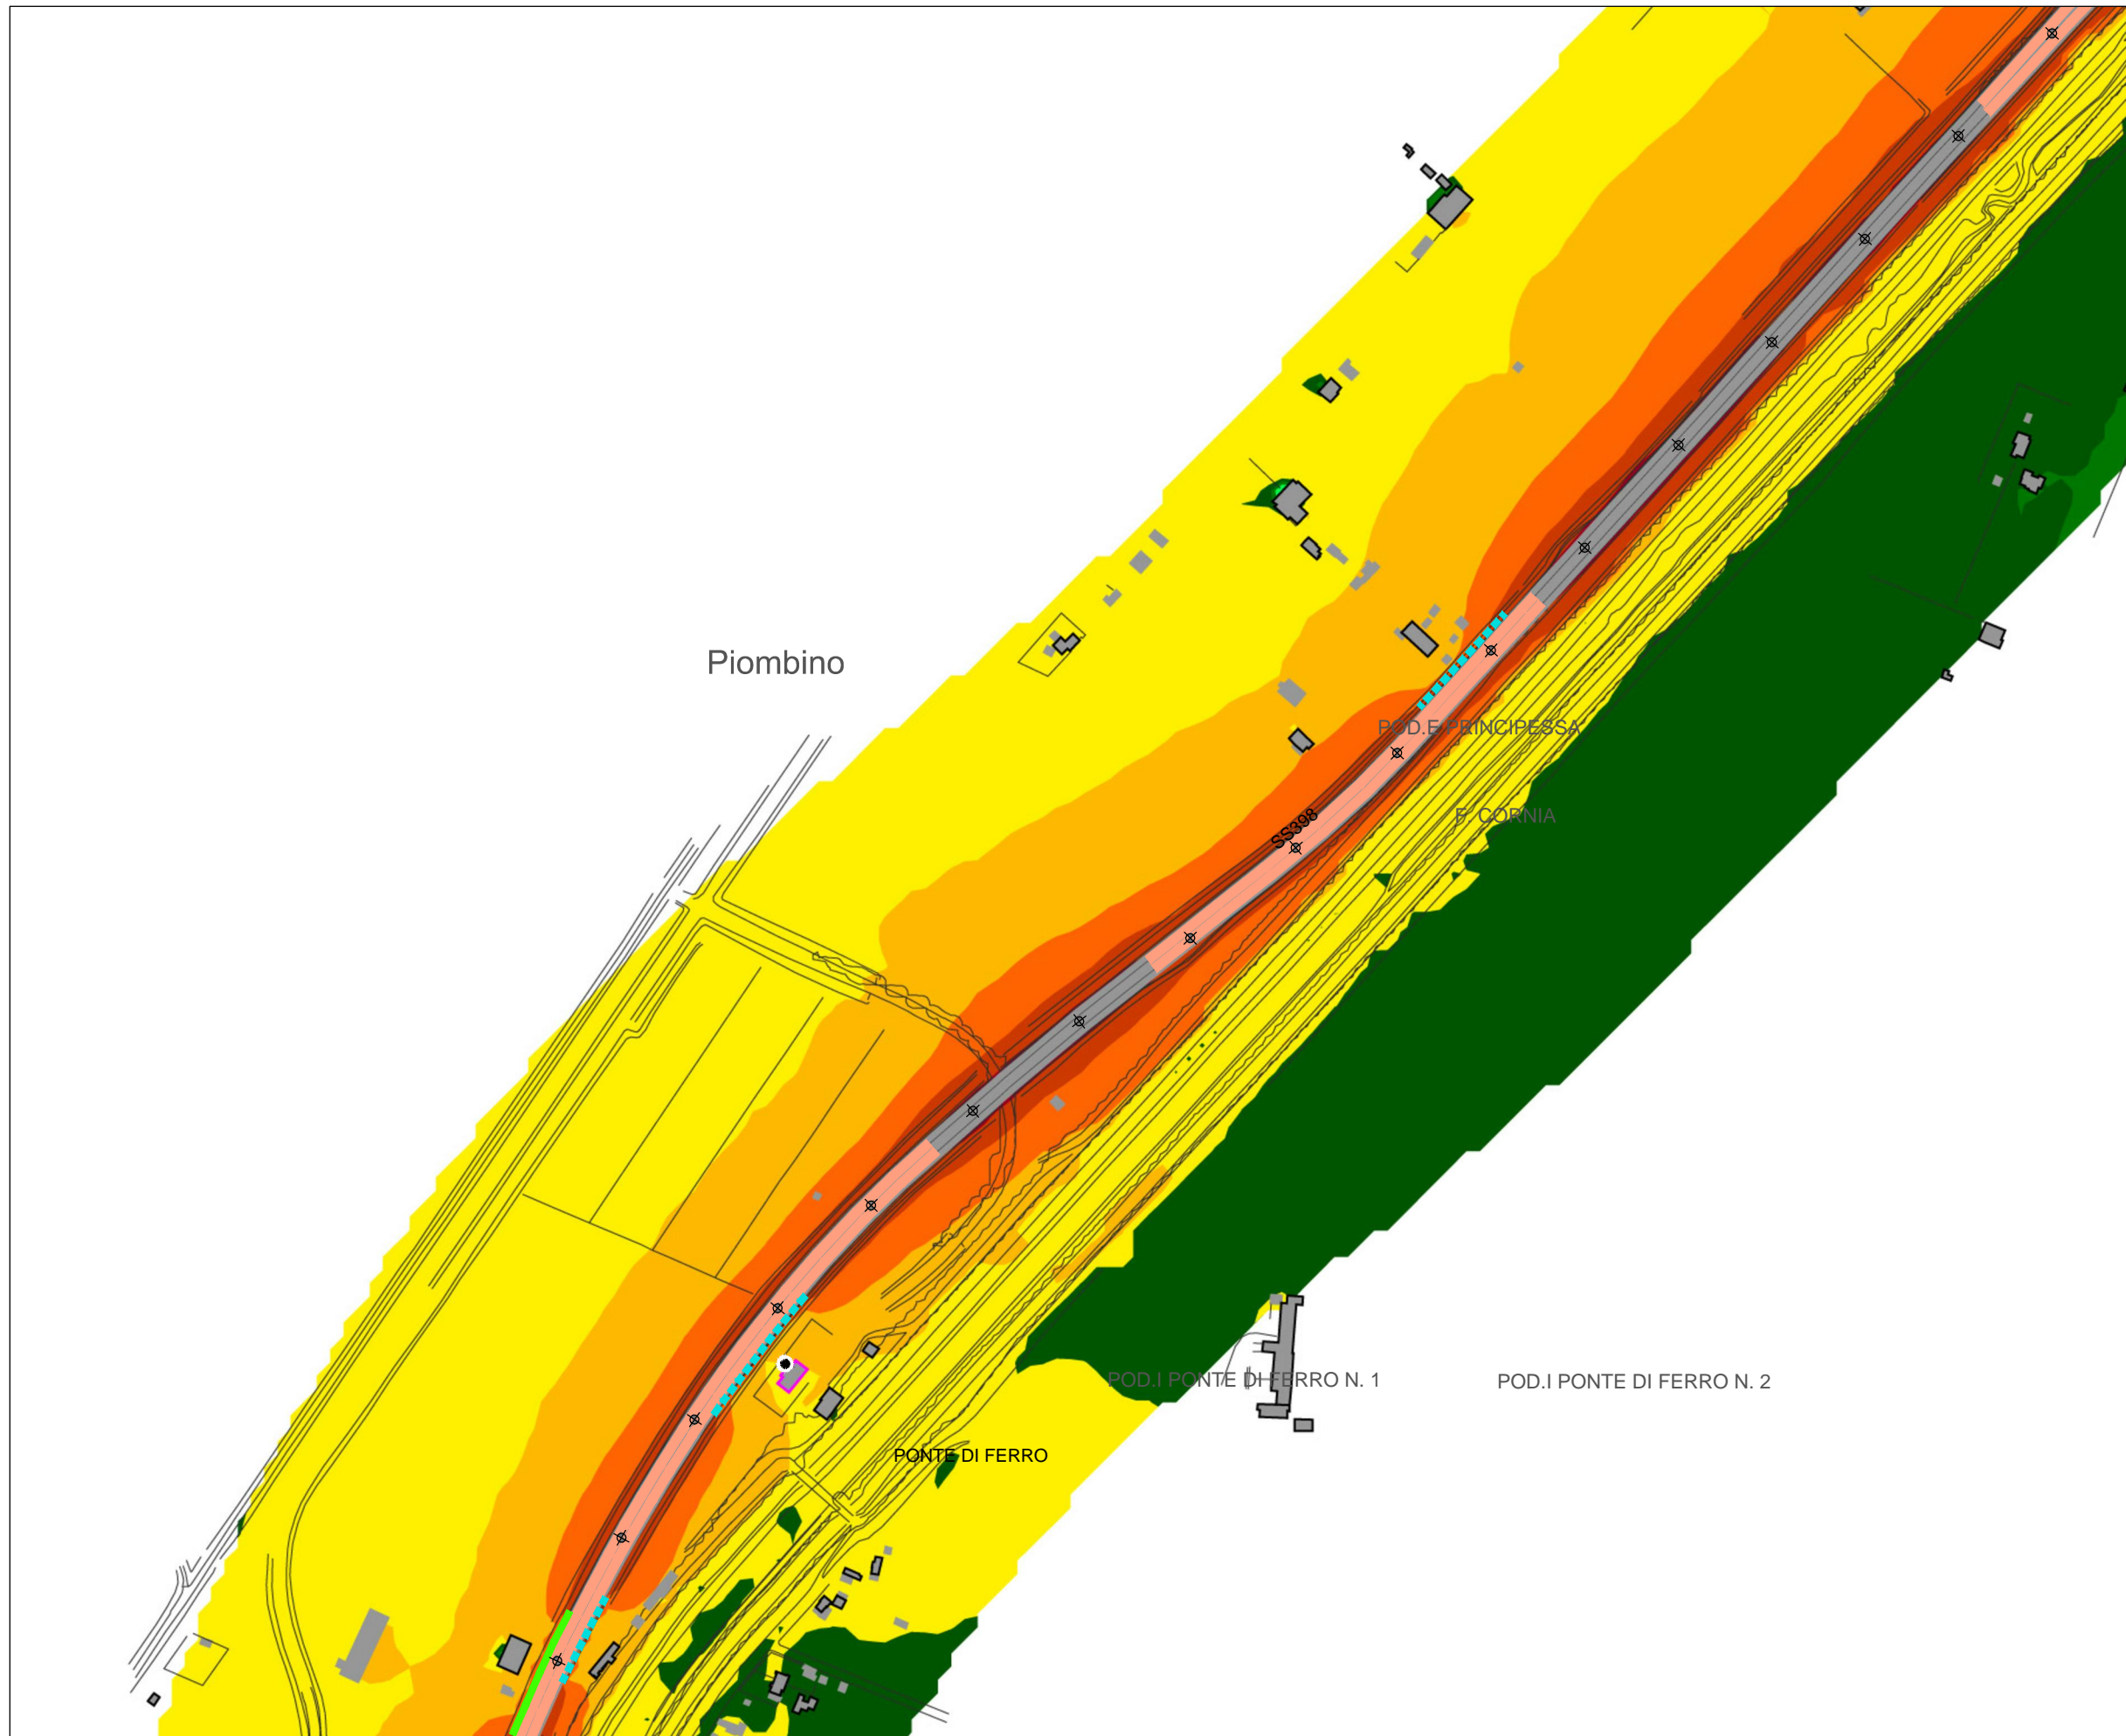 Piombino
POD.E PRINCIPESSA
F. CORNIA
SS398
POD.I PONTE DI FERRO N. 1
POD.I PONTE DI FERRO N. 2
PONTE DI FERRO